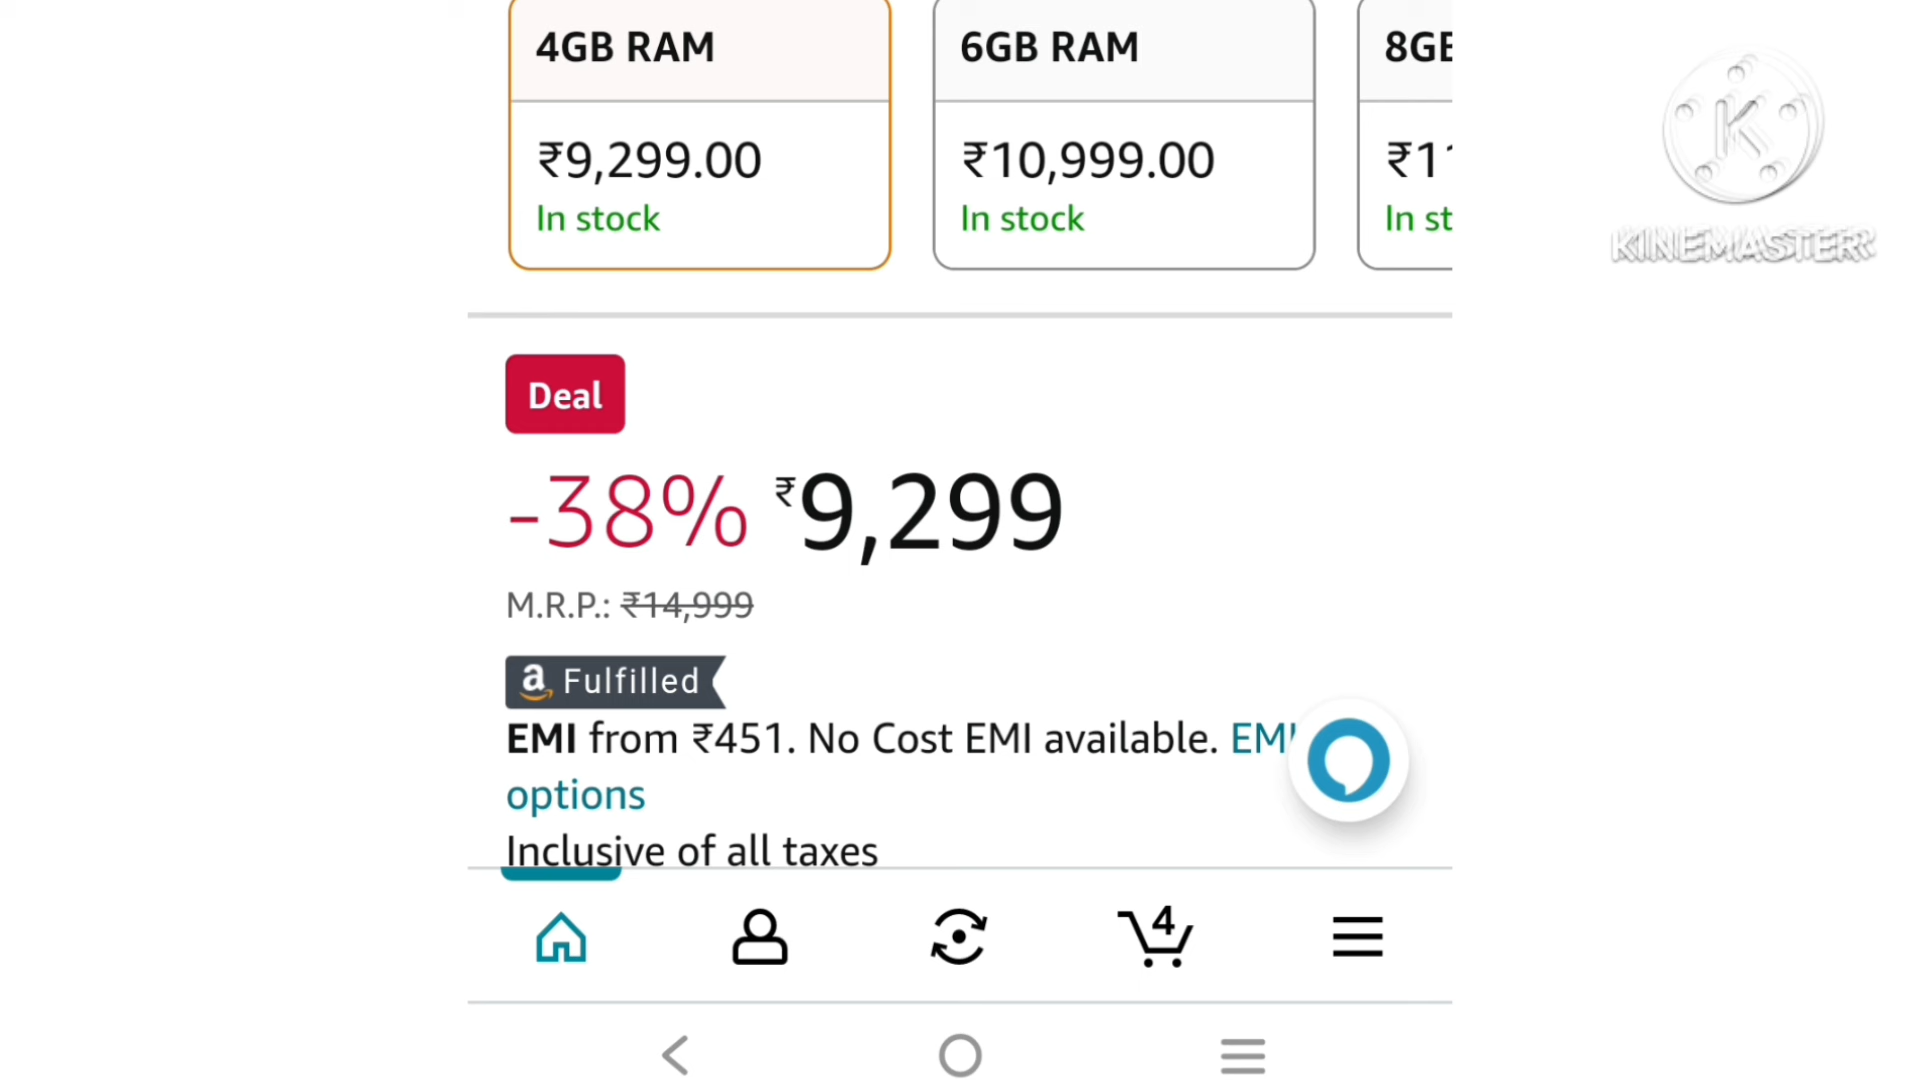 4GB RAM
₹9,299.00
In stock
6GB RAM
₹10,999.00
In stock
KINEMASTER
Deal
-38% ₹9,299
M.R.P.: ₹14,999
a Fulfilled
EMI from ₹451. No Cost EMI available. EMI
options
Inclusive of all taxes
4